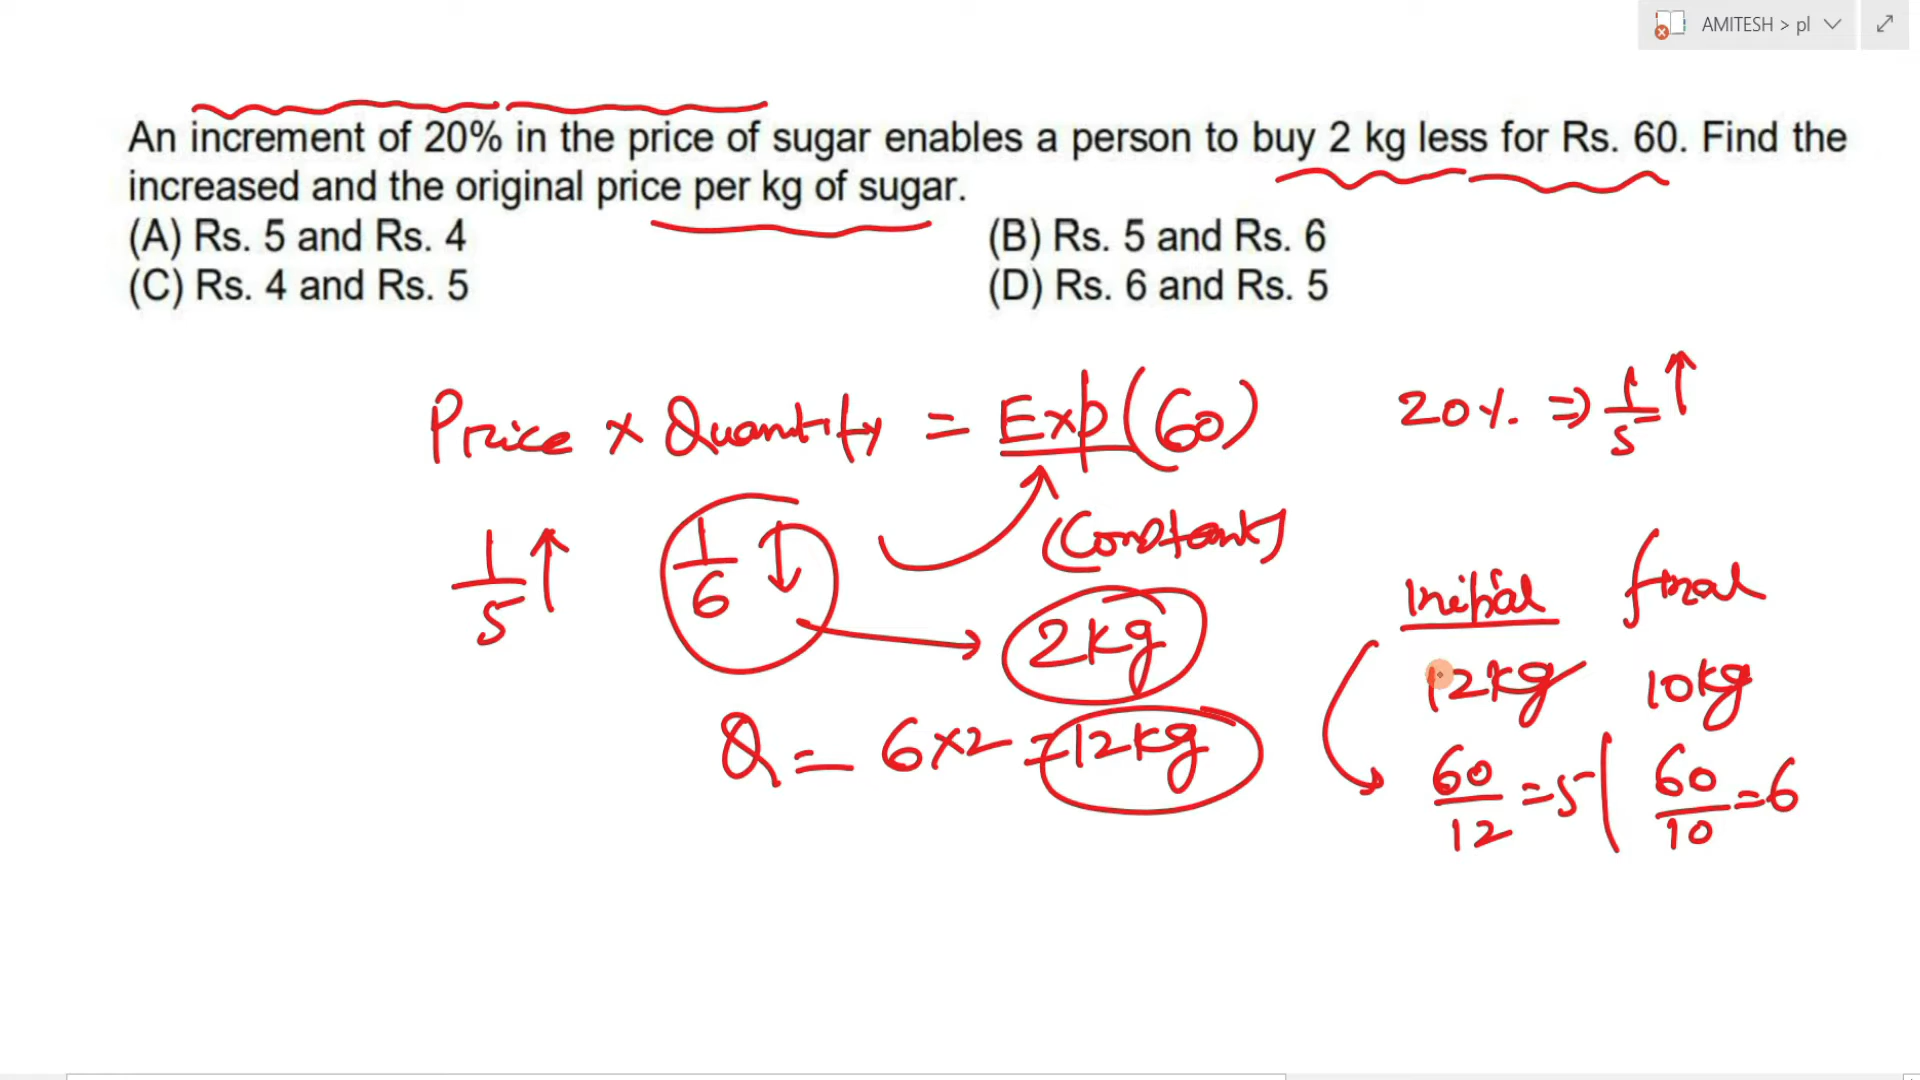 AMITESH > pl
An increment of 20% in the price of sugar enables a person to buy 2 kg less for Rs. 60. Find the
increased and the original price per kg of sugar.
(A) Rs. 5 and Rs. 4 (B) Rs. 5 and Rs. 6
(C) Rs. 4 and Rs. 5 (D) Rs. 6 and Rs. 5
Price × Quantity = Exp (60) 20% ⇒ 1/5 ↑
(Constant)
1/5 ↑ 1/6 ↓ → 2kg
Q = 6×2 = 12kg
Initial final
12kg 10kg
60/12 = 5 | 60/10 = 6